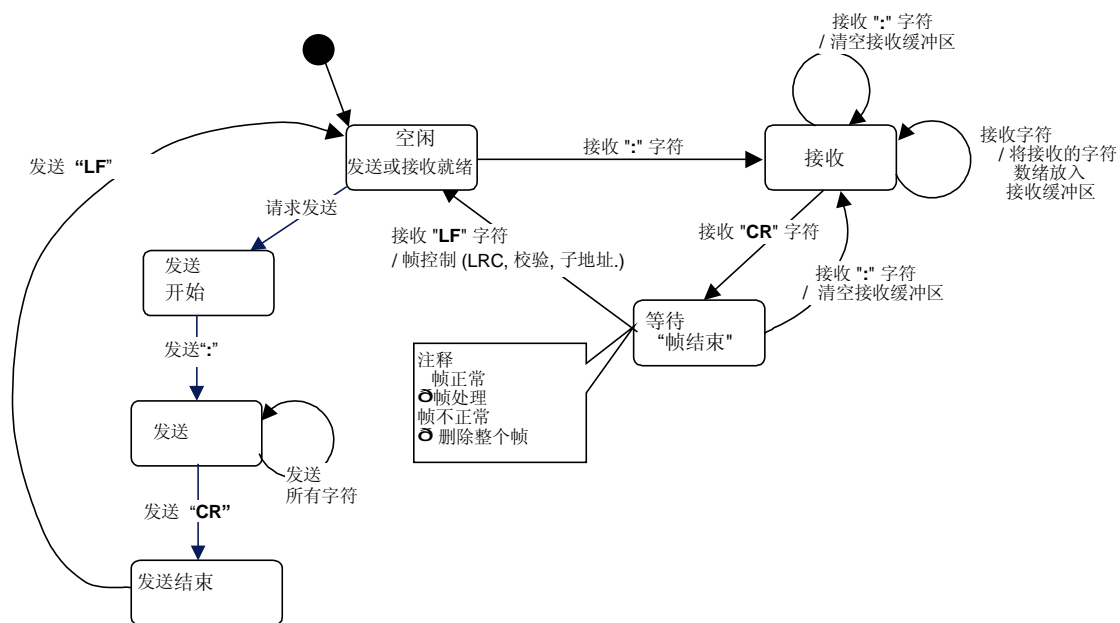 接收 ":" 字符
/ 清空接收缓冲区
空闲
发送或接收就绪
接收 ":" 字符
接收
接收字符
/ 将接收的字符
数绪放入
接收缓冲区
发送 “LF”
请求发送
接收 "LF" 字符
/ 帧控制 (LRC, 校验, 子地址.)
接收 "CR" 字符
接收 ":" 字符
/ 清空接收缓冲区
发送
开始
等待
“帧结束"
发送“:”
注释
帧正常
ð帧处理
帧不正常
ð 删除整个帧
发送
发送
所有字符
发送 “CR”
发送结束